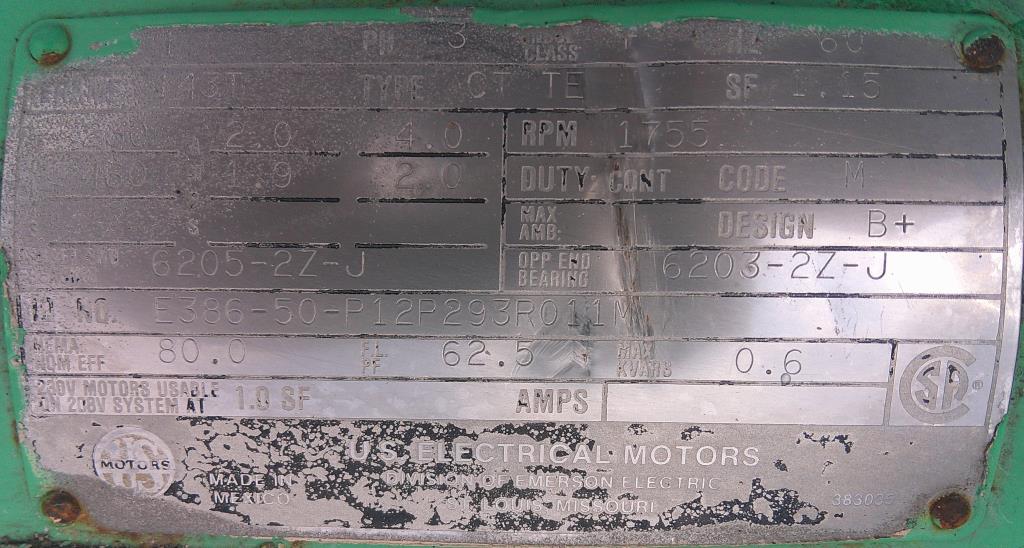 PH 3 CLASS F HZ 60
143T TYPE CT TE SF 1.15
2.0 4.0 RPM 1755
460 1.9 2.0 DUTY CONT CODE M
MAX AMB. DESIGN B+
6205-2Z-J OPP END BEARING 6203-2Z-J
ID. NO. E386-50-P12P293R011M
NEMA NOM. EFF 80.0 FL PF 62.5 MAX KVARS 0.6
230V MOTORS USABLE
ON 208V SYSTEM AT 1.0 SF AMPS
CSA ®
U.S. ELECTRICAL MOTORS
US MOTORS
MADE IN DIVISION OF EMERSON ELECTRIC
MEXICO ST. LOUIS, MISSOURI